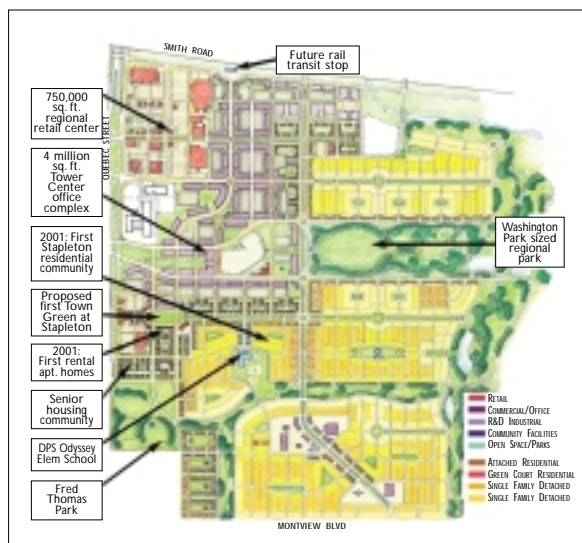 SMITH ROAD
Future rail
transit stop
750,000
sq. ft.
regional
retail center
QUEBEC STREET
4 million
sq. ft.
Tower
Center
office
complex
2001: First
Stapleton
residential
community
Washington
Park sized
regional
park
Proposed
first Town
Green at
Stapleton
2001:
First rental
apt. homes
Senior
housing
community
DPS Odyssey
Elem School
Fred
Thomas
Park
RETAIL
COMMERCIAL/OFFICE
R&D INDUSTRIAL
COMMUNITY FACILITIES
OPEN SPACE/PARKS
ATTACHED RESIDENTIAL
GREEN COURT RESIDENTIAL
SINGLE FAMILY DETACHED
SINGLE FAMILY DETACHED
MONTVIEW BLVD